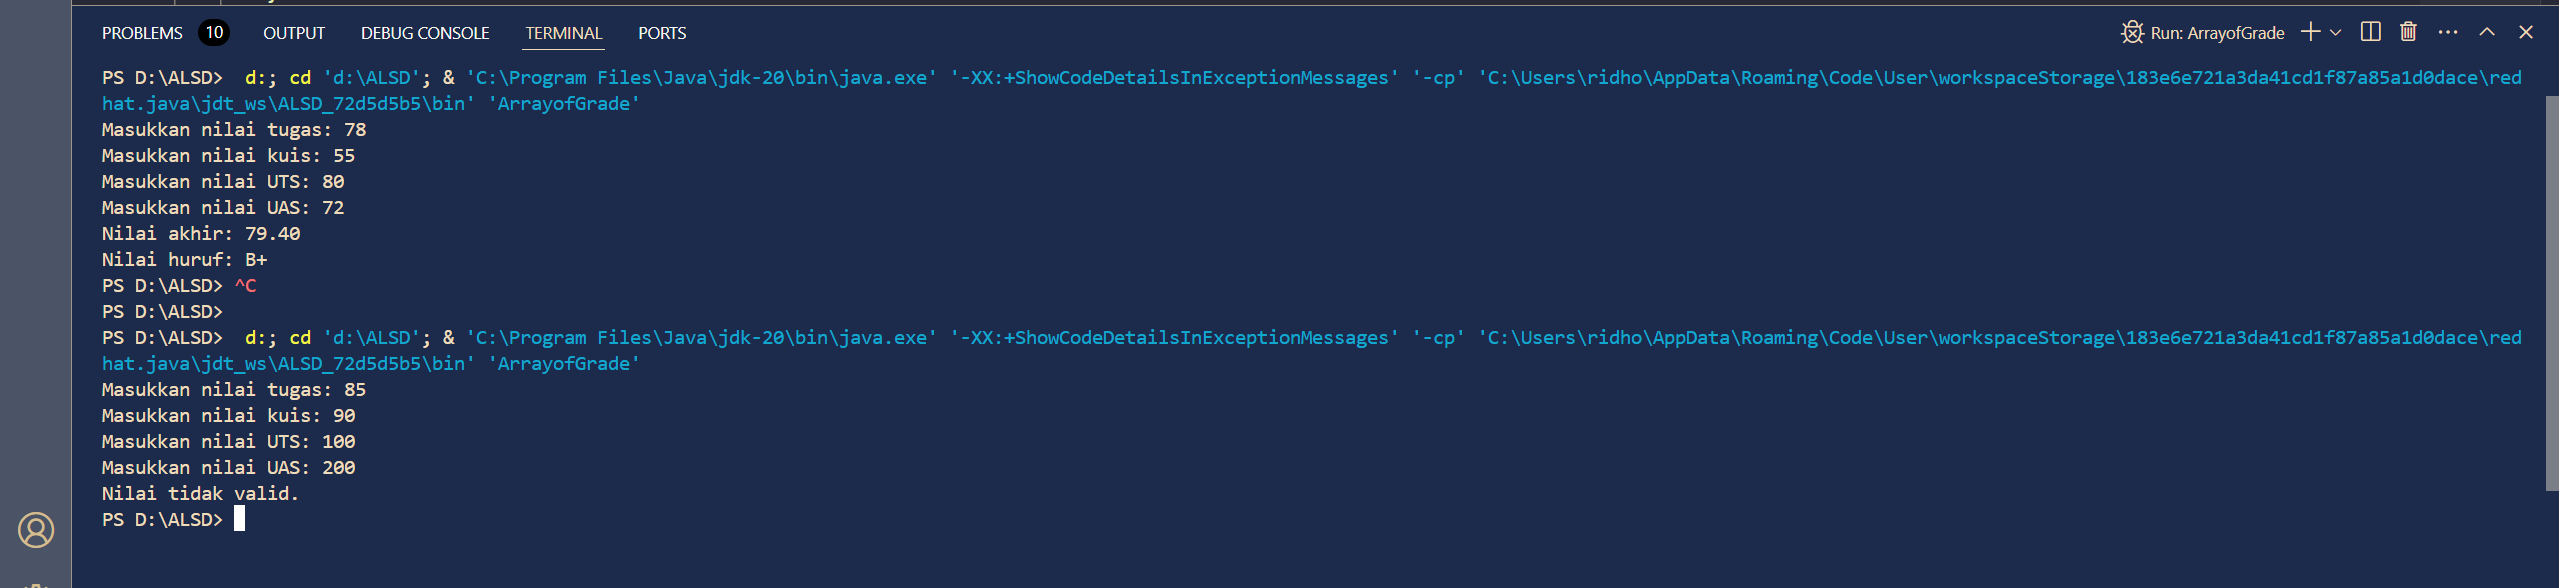 PROBLEMS 10 OUTPUT DEBUG CONSOLE TERMINAL PORTS Run: ArrayofGrade
PS D:\ALSD>  d:; cd 'd:\ALSD'; & 'C:\Program Files\Java\jdk-20\bin\java.exe' '-XX:+ShowCodeDetailsInExceptionMessages' '-cp' 'C:\Users\ridho\AppData\Roaming\Code\User\workspaceStorage\183e6e721a3da41cd1f87a85a1d0dace\red
hat.java\jdt_ws\ALSD_72d5d5b5\bin' 'ArrayofGrade'
Masukkan nilai tugas: 78
Masukkan nilai kuis: 55
Masukkan nilai UTS: 80
Masukkan nilai UAS: 72
Nilai akhir: 79.40
Nilai huruf: B+
PS D:\ALSD> ^C
PS D:\ALSD>
PS D:\ALSD>  d:; cd 'd:\ALSD'; & 'C:\Program Files\Java\jdk-20\bin\java.exe' '-XX:+ShowCodeDetailsInExceptionMessages' '-cp' 'C:\Users\ridho\AppData\Roaming\Code\User\workspaceStorage\183e6e721a3da41cd1f87a85a1d0dace\red
hat.java\jdt_ws\ALSD_72d5d5b5\bin' 'ArrayofGrade'
Masukkan nilai tugas: 85
Masukkan nilai kuis: 90
Masukkan nilai UTS: 100
Masukkan nilai UAS: 200
Nilai tidak valid.
PS D:\ALSD>